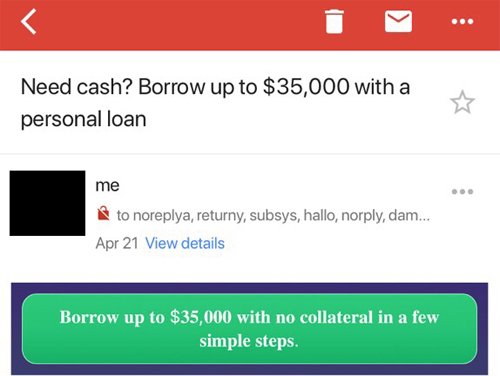 Need cash? Borrow up to $35,000 with a
personal loan
me
to noreplya, returny, subsys, hallo, norply, dam...
Apr 21 View details
Borrow up to $35,000 with no collateral in a few
simple steps.